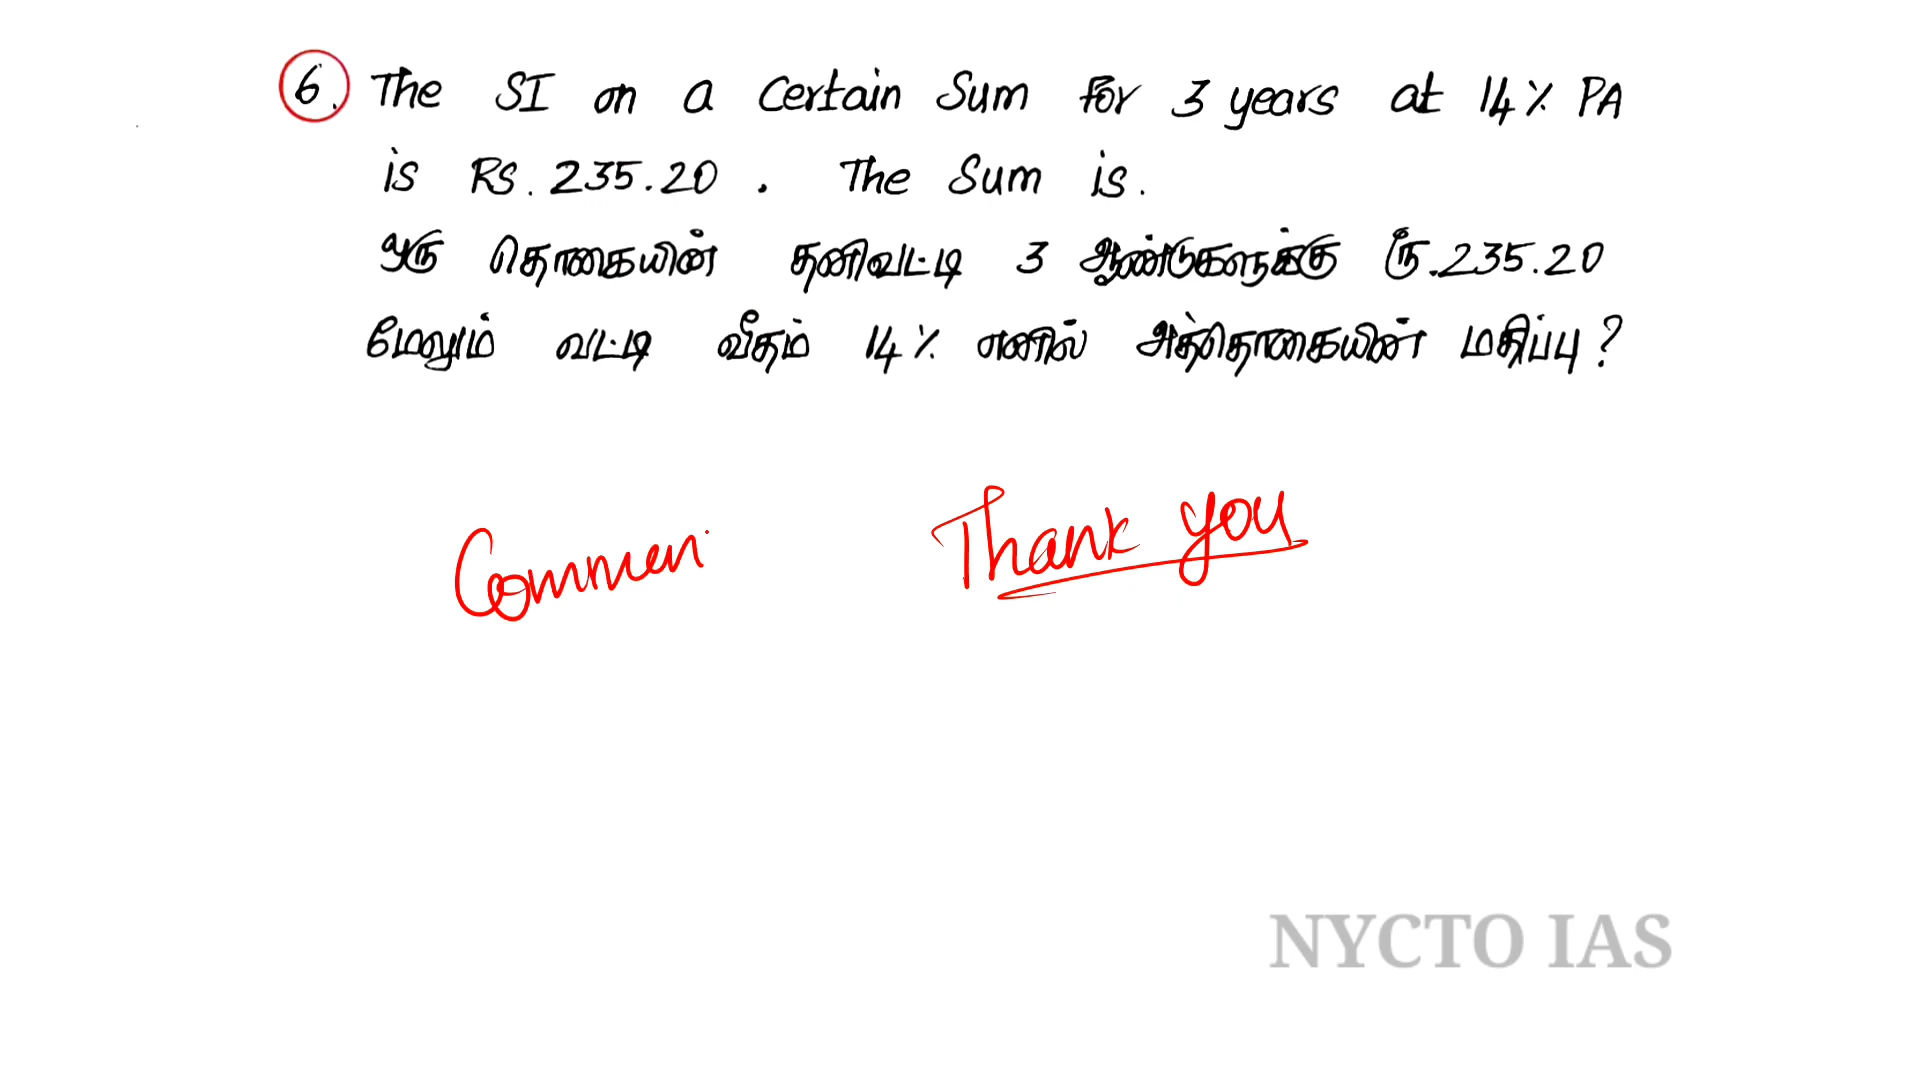 6. The SI on a Certain Sum for 3 years at 14% PA
is RS. 235.20 . The Sum is.
ஒரு தொகையின் தனிவட்டி 3 ஆண்டுகளுக்கு ரூ.235.20
மேலும் வட்டி வீதம் 14% எனில் அத்தொகையின் மதிப்பு?
Commen Thank you
NYCTO IAS